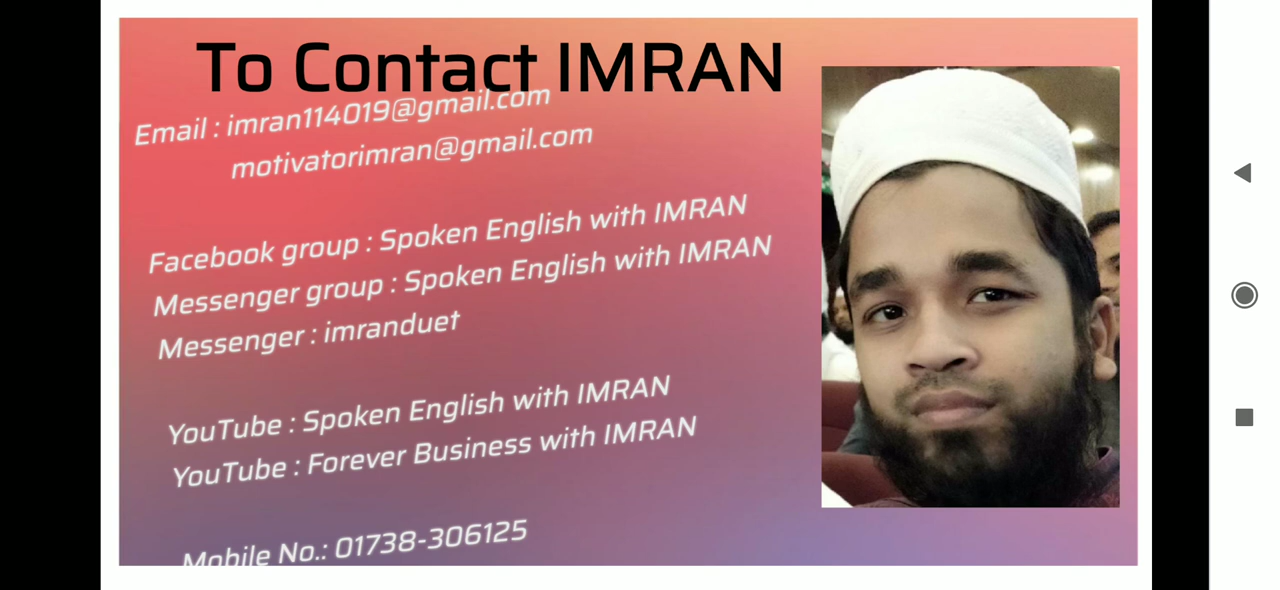 To Contact IMRAN
Email : imran114019@gmail.com
motivatorimran@gmail.com
Facebook group : Spoken English with IMRAN
Messenger group : Spoken English with IMRAN
Messenger : imranduet
YouTube : Spoken English with IMRAN
YouTube : Forever Business with IMRAN
Mobile No.: 01738-306125